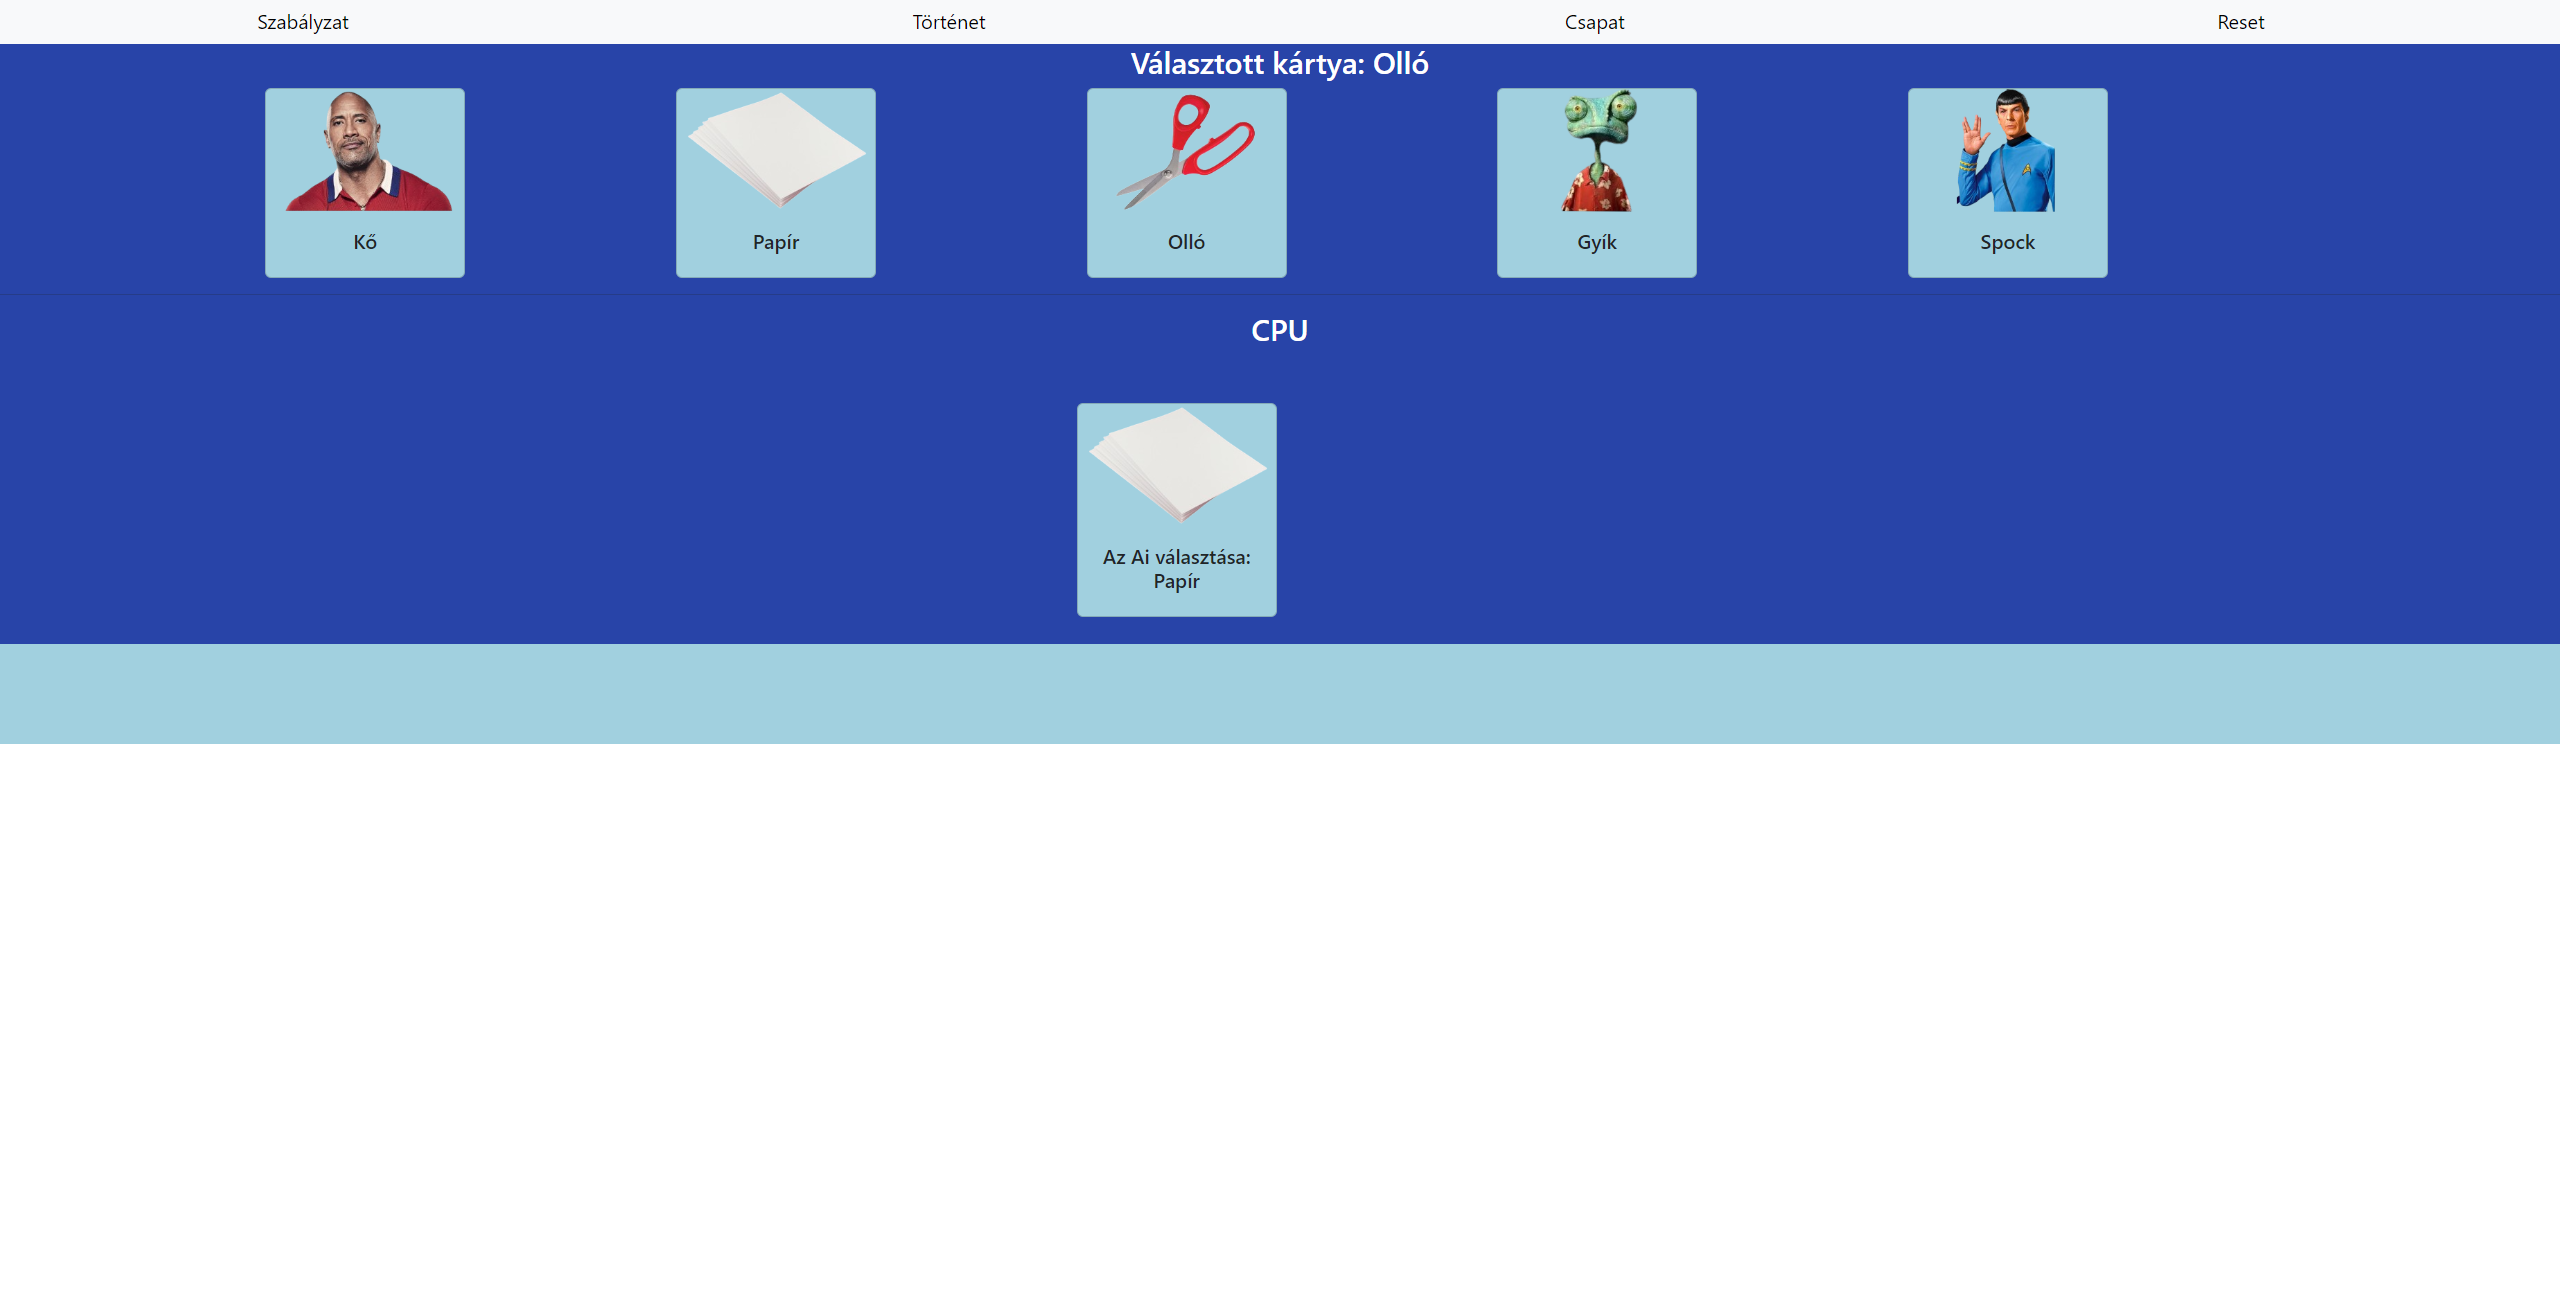 Szabályzat
Történet
Csapat
Reset
Választott kártya: Olló
Kő
Papír
Olló
Gyík
Spock
CPU
Az Ai választása:
Papír